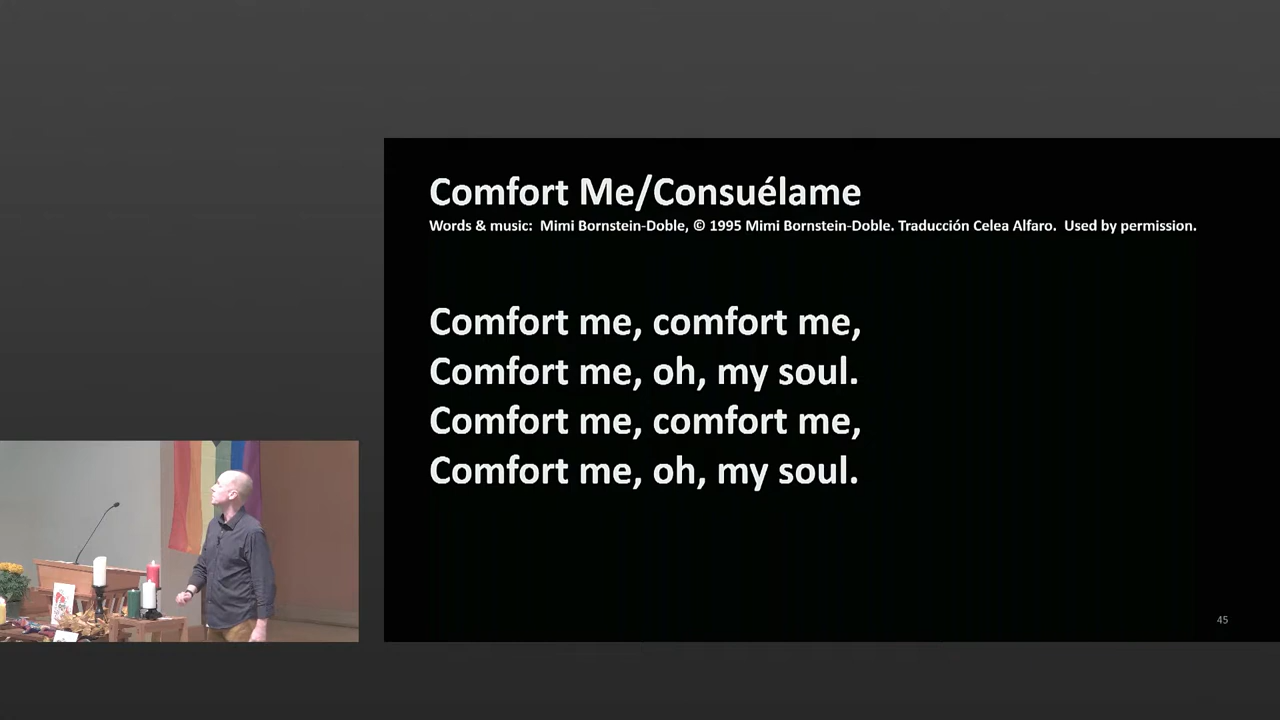 Comfort Me/Consuélame
Words & music:  Mimi Bornstein-Doble, © 1995 Mimi Bornstein-Doble. Traducción Celea Alfaro.  Used by permission.
Comfort me, comfort me,
Comfort me, oh, my soul.
Comfort me, comfort me,
Comfort me, oh, my soul.
45